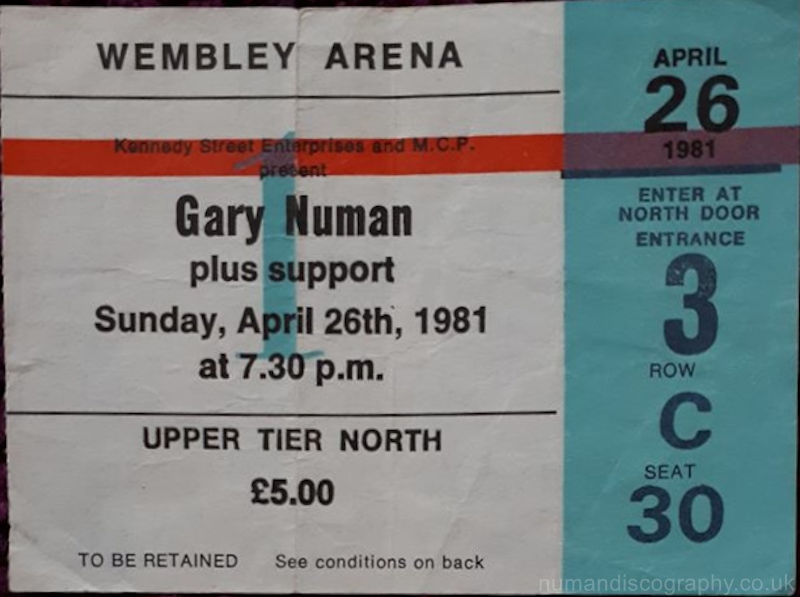 WEMBLEY ARENA
Kennedy Street Enterprises and M.C.P.
present
Gary Numan
plus support
Sunday, April 26th, 1981
at 7.30 p.m.
1
UPPER TIER NORTH
£5.00
TO BE RETAINED See conditions on back
APRIL
26
1981
ENTER AT
NORTH DOOR
ENTRANCE
3
ROW
C
SEAT
30
numandiscography.co.uk